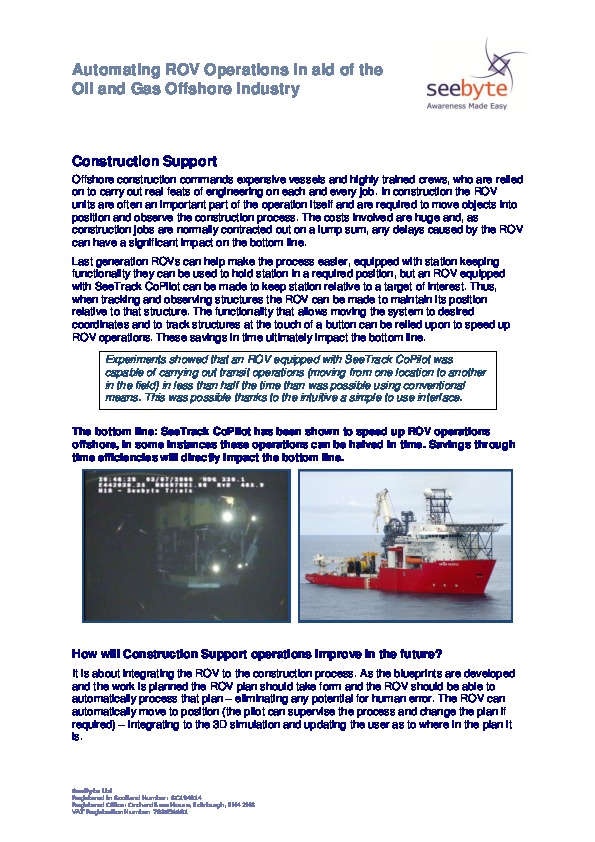 Automating ROV Operations in aid of the
Oil and Gas Offshore Industry
seebyte
Awareness Made Easy
Construction Support
Offshore construction commands expensive vessels and highly trained crews, who are relied
on to carry out real feats of engineering on each and every job. In construction the ROV
units are often an important part of the operation itself and are required to move objects into
position and observe the construction process. The costs involved are huge and, as
construction jobs are normally contracted out on a lump sum, any delays caused by the ROV
can have a significant impact on the bottom line.
Last generation ROVs can help make the process easier, equipped with station keeping
functionality they can be used to hold station in a required position, but an ROV equipped
with SeeTrack CoPilot can be made to keep station relative to a target of interest. Thus,
when tracking and observing structures the ROV can be made to maintain its position
relative to that structure. The functionality that allows moving the system to desired
coordinates and to track structures at the touch of a button can be relied upon to speed up
ROV operations. These savings in time ultimately impact the bottom line.
Experiments showed that an ROV equipped with SeeTrack CoPilot was
capable of carrying out transit operations (moving from one location to another
in the field) in less than half the time than was possible using conventional
means. This was possible thanks to the intuitive a simple to use interface.
The bottom line: SeeTrack CoPilot has been shown to speed up ROV operations
offshore, in some instances these operations can be halved in time. Savings through
time efficiencies will directly impact the bottom line.
Seebyte Trials
How will Construction Support operations improve in the future?
It is about integrating the ROV to the construction process. As the blueprints are developed
and the work is planned the ROV plan should take form and the ROV should be able to
automatically process that plan – eliminating any potential for human error. The ROV can
automatically move to position (the pilot can supervise the process and change the plan if
required) – integrating to the 3D simulation and updating the user as to where in the plan it
is.
SeeByte Ltd
Registered in Scotland Number:
Registered Office: Orchard Brae House, Edinburgh, EH4 2HS
VAT Registration Number: